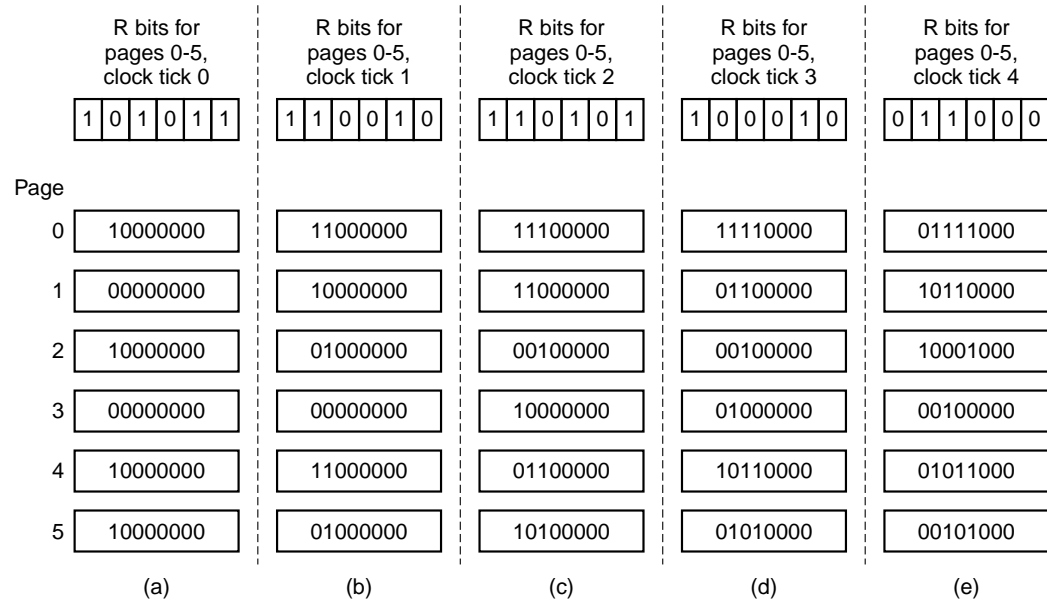 R bits for
pages 0-5,
clock tick 0
R bits for
pages 0-5,
clock tick 1
R bits for
pages 0-5,
clock tick 2
R bits for
pages 0-5,
clock tick 3
R bits for
pages 0-5,
clock tick 4
1 0 1 0 1 1
1 1 0 0 1 0
1 1 0 1 0 1
1 0 0 0 1 0
0 1 1 0 0 0
Page
0 10000000 11000000 11100000 11110000 01111000
1 00000000 10000000 11000000 01100000 10110000
2 10000000 01000000 00100000 00100000 10001000
3 00000000 00000000 10000000 01000000 00100000
4 10000000 11000000 01100000 10110000 01011000
5 10000000 01000000 10100000 01010000 00101000
(a) (b) (c) (d) (e)